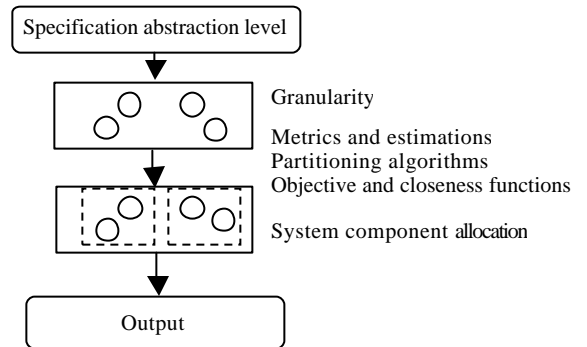 Specification abstraction level
Granularity
Metrics and estimations
Partitioning algorithms
Objective and closeness functions
System component allocation
Output